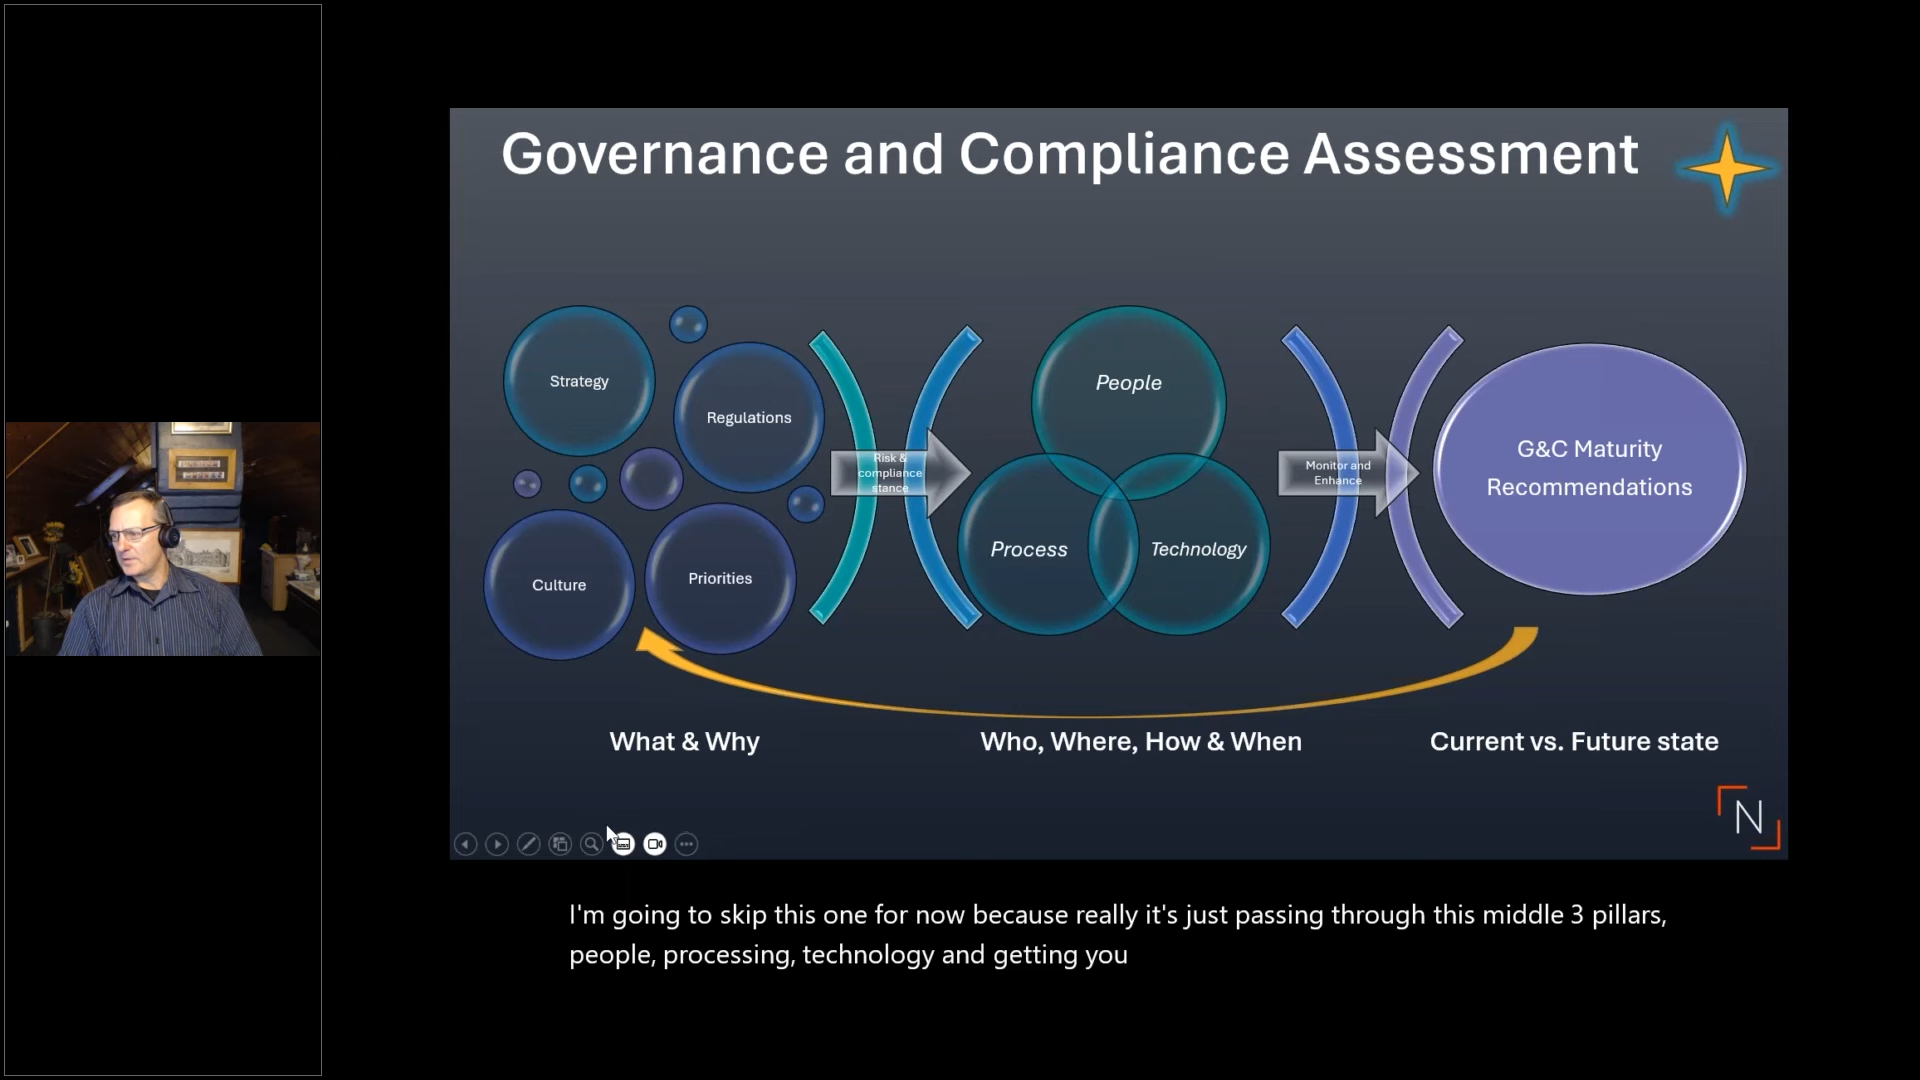 Governance and Compliance Assessment
Strategy
Regulations
Culture
Priorities
Risk &
compliance
stance
People
Process
Technology
Monitor and
Enhance
G&C Maturity
Recommendations
What & Why
Who, Where, How & When
Current vs. Future state
N
I'm going to skip this one for now because really it's just passing through this middle 3 pillars,
people, processing, technology and getting you